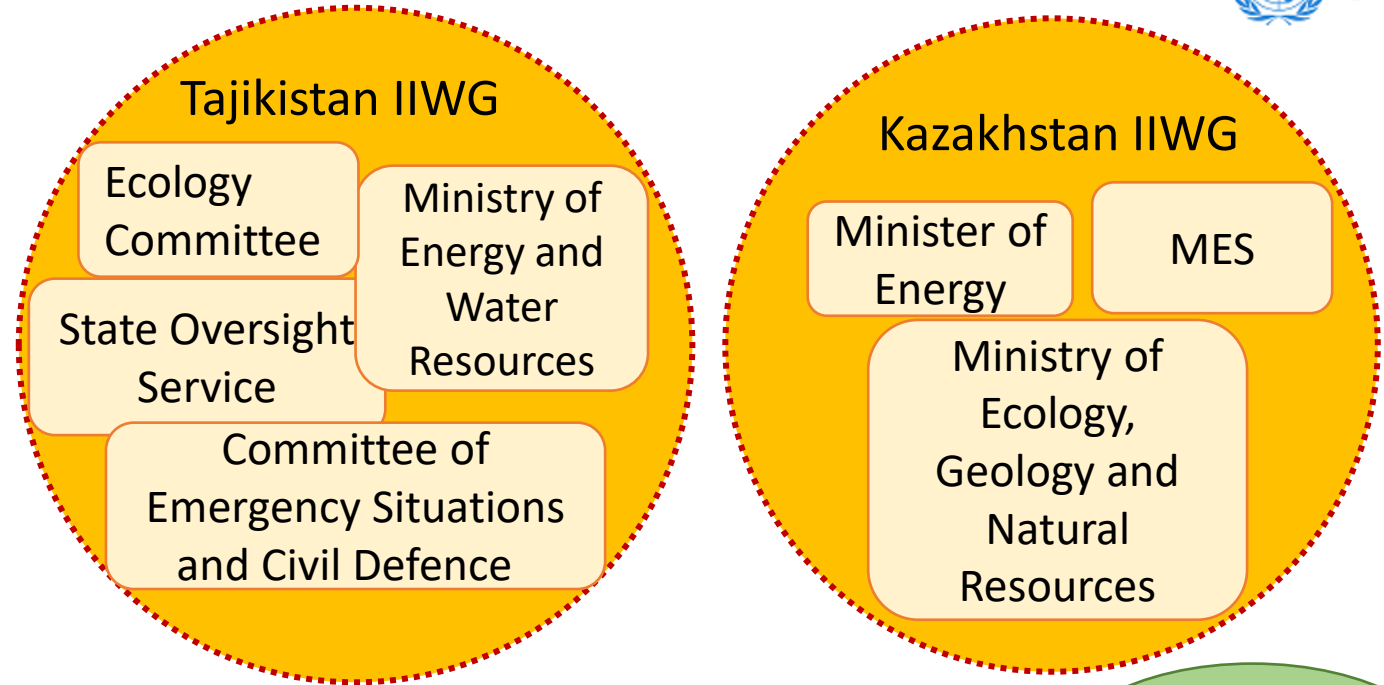 Tajikistan IIWG
Ecology
Committee
Ministry of
Energy and
Water
Resources
State Oversight
Service
Committee of
Emergency Situations
and Civil Defence
Kazakhstan IIWG
Minister of
Energy
MES
Ministry of
Ecology,
Geology and
Natural
Resources